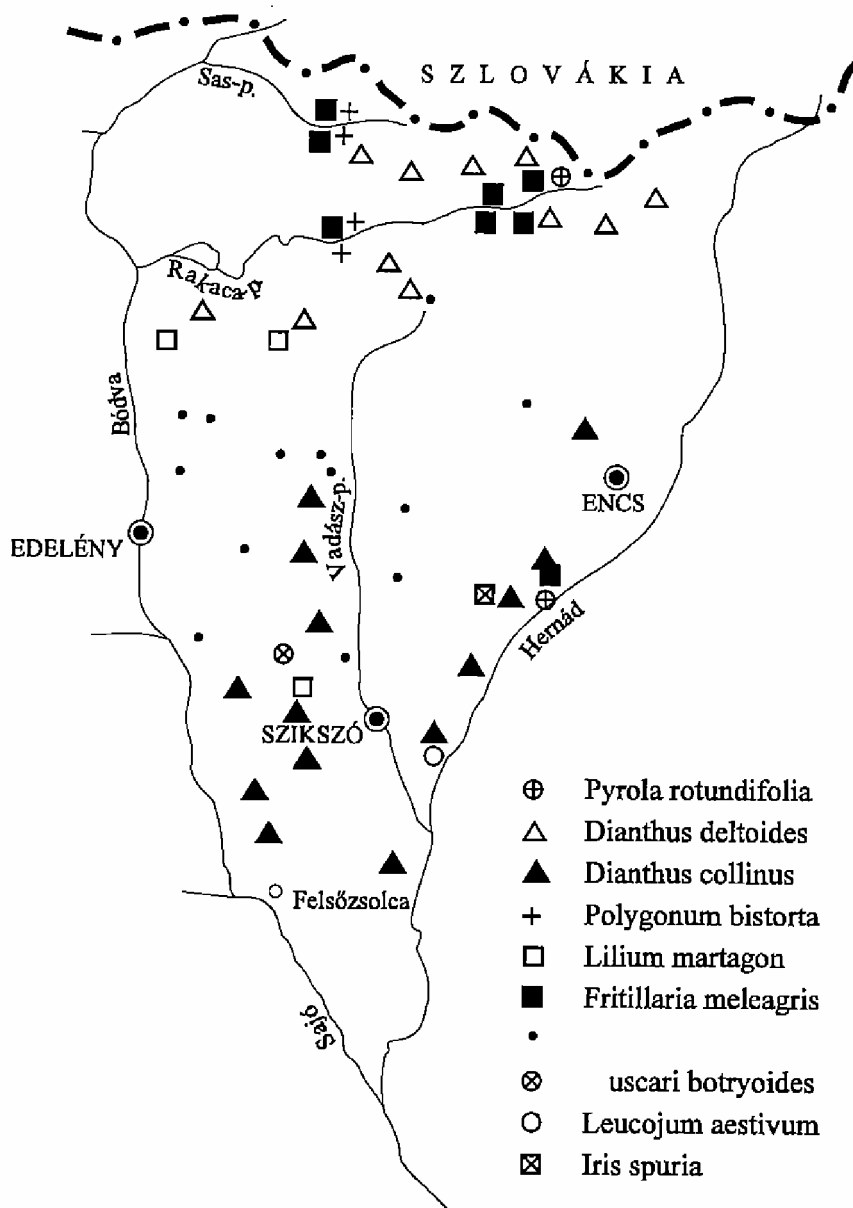 SZLOVÁKIA
Sas-p.
Rakaca-p.
Bódva
Vadász-p.
ENCS
EDELÉNY
Hernád
SZIKSZÓ
Felsőzsolca
Sajó
Pyrola rotundifolia
Dianthus deltoides
Dianthus collinus
Polygonum bistorta
Lilium martagon
Fritillaria meleagris
uscari botryoides
Leucojum aestivum
Iris spuria